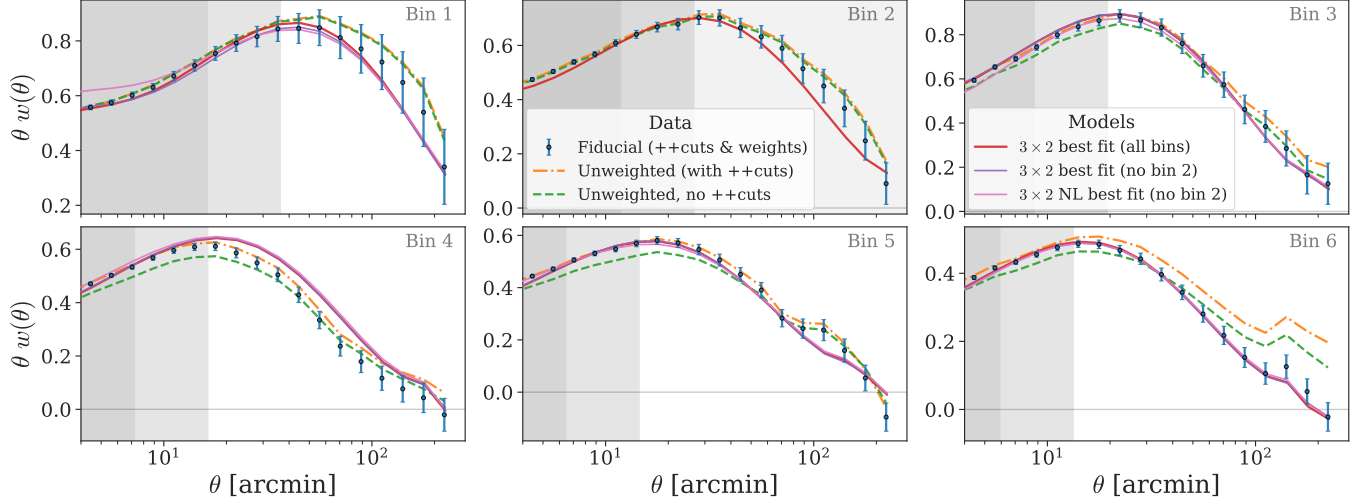 Bin 1
Bin 2
Bin 3
θ w(θ)
0.8
0.6
0.4
0.2
0.6
0.4
0.2
0.0
Data
Fiducial (++cuts & weights)
Unweighted (with ++cuts)
Unweighted, no ++cuts
0.8
0.6
0.4
0.2
0.0
Models
3 × 2 best fit (all bins)
3 × 2 best fit (no bin 2)
3 × 2 NL best fit (no bin 2)
Bin 4
Bin 5
Bin 6
θ w(θ)
0.6
0.4
0.2
0.0
0.6
0.4
0.2
0.0
0.4
0.2
0.0
10¹ 10²
10¹ 10²
10¹ 10²
θ [arcmin]
θ [arcmin]
θ [arcmin]